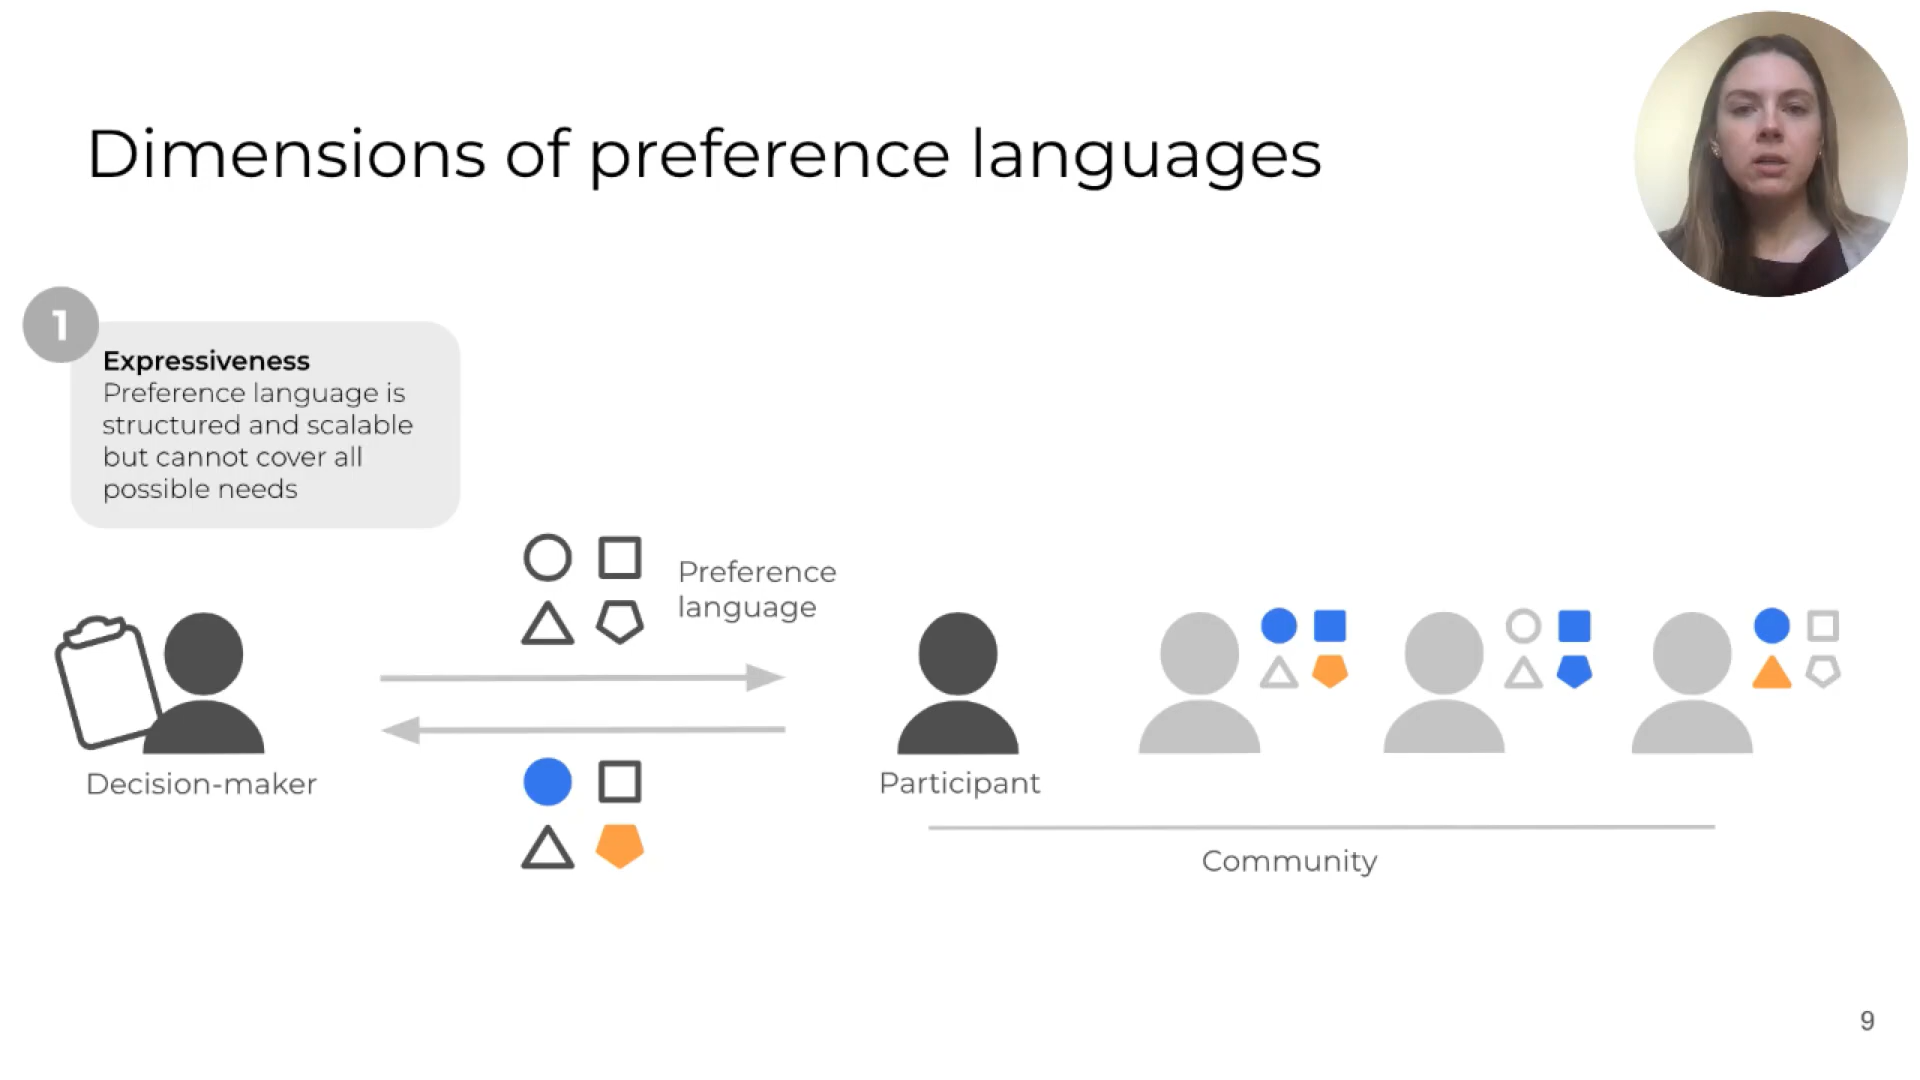 Dimensions of preference languages
1
Expressiveness
Preference language is
structured and scalable
but cannot cover all
possible needs
Preference
language
Decision-maker
Participant
Community
9